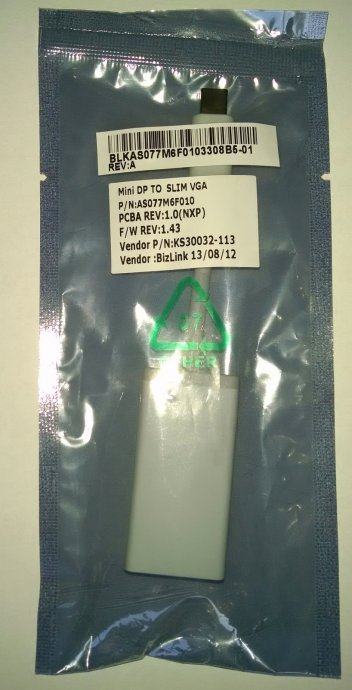 BLKAS077M6F0103308B5-01
REV:A
Mini DP TO SLIM VGA
P/N:AS077M6F010
PCBA REV:1.0(NXP)
F/W REV:1.43
Vendor P/N:KS30032-113
Vendor :BizLink 13/08/12